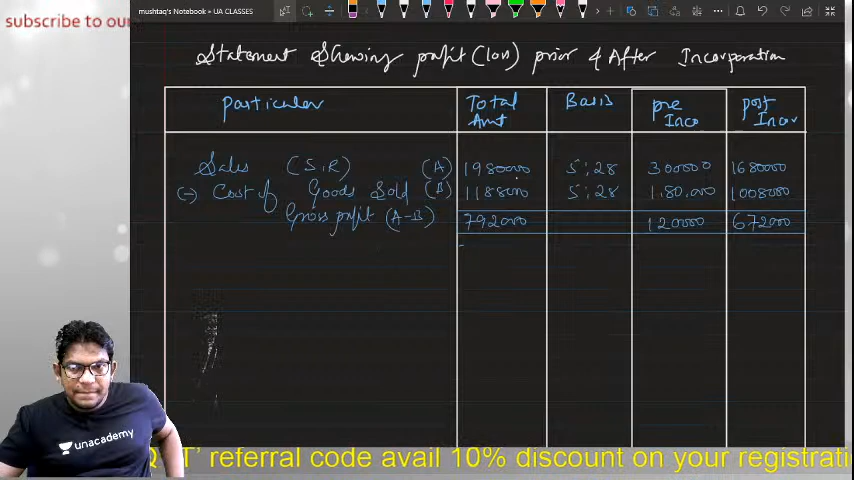 subscribe to our
mushtaq's Notebook » UA CLASSES
Statement Showing profit (loss) prior & After Incorporation
Particular Total Amt Basis pre Inco post Incor
Sales (S.R) (A) 1980000 5:28 300000 1680000
(-) Cost of Goods Sold (B) 1188000 5:28 1,80,000 1008000
Gross profit (A-B) 792000 120000 672000
unacademy
T' referral code avail 10% discount on your registrati